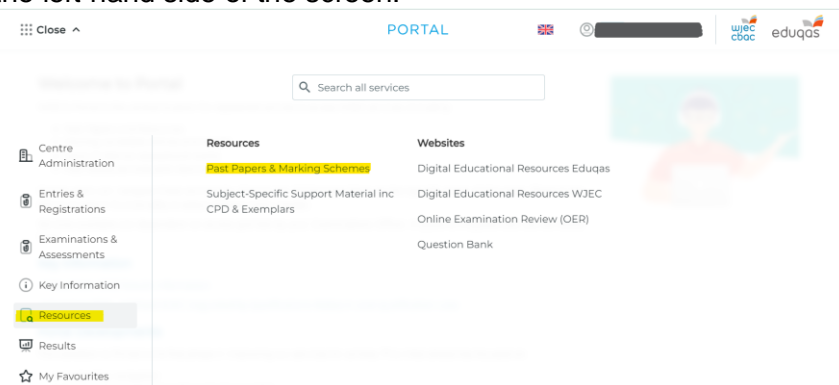 the left-hand side of the screen.
Close
PORTAL
wjec
cbac
eduqas
Search all services
Centre
Administration
Entries &
Registrations
Examinations &
Assessments
Key Information
Resources
Results
My Favourites
Resources
Past Papers & Marking Schemes
Subject-Specific Support Material inc
CPD & Exemplars
Websites
Digital Educational Resources Eduqas
Digital Educational Resources WJEC
Online Examination Review (OER)
Question Bank